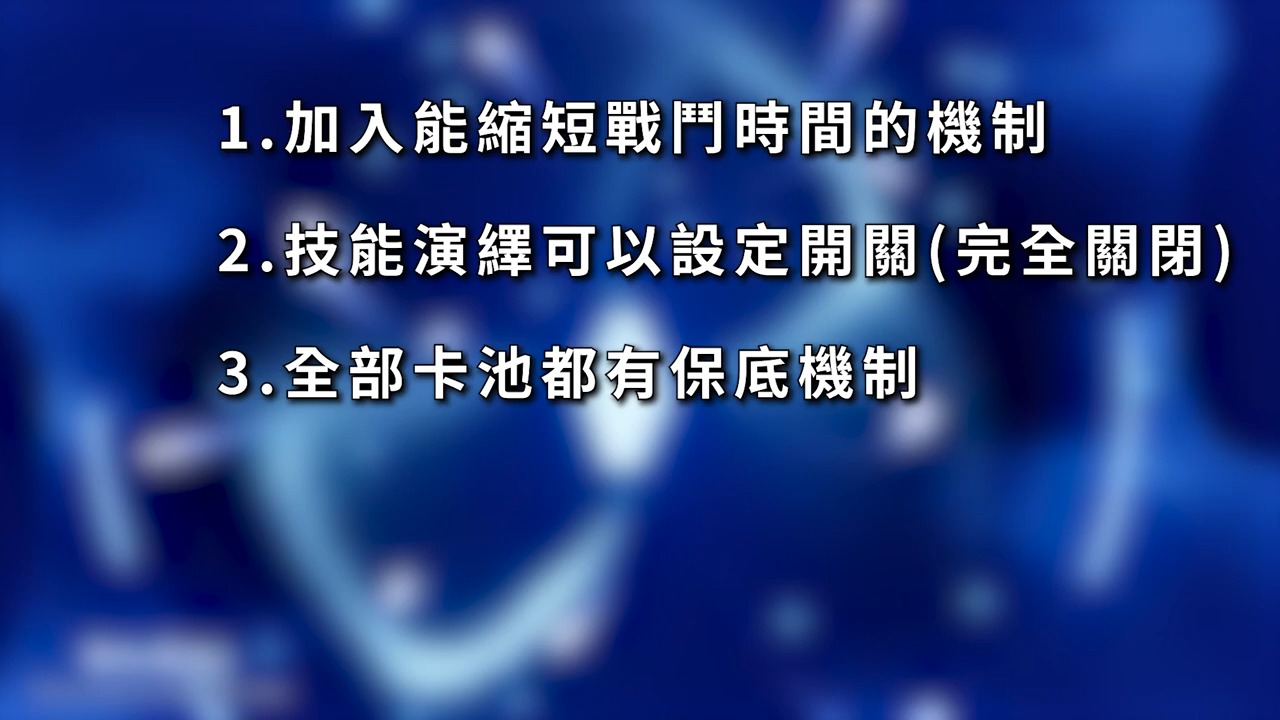 1.加入能縮短戰鬥時間的機制
2.技能演繹可以設定開關(完全關閉)
3.全部卡池都有保底機制